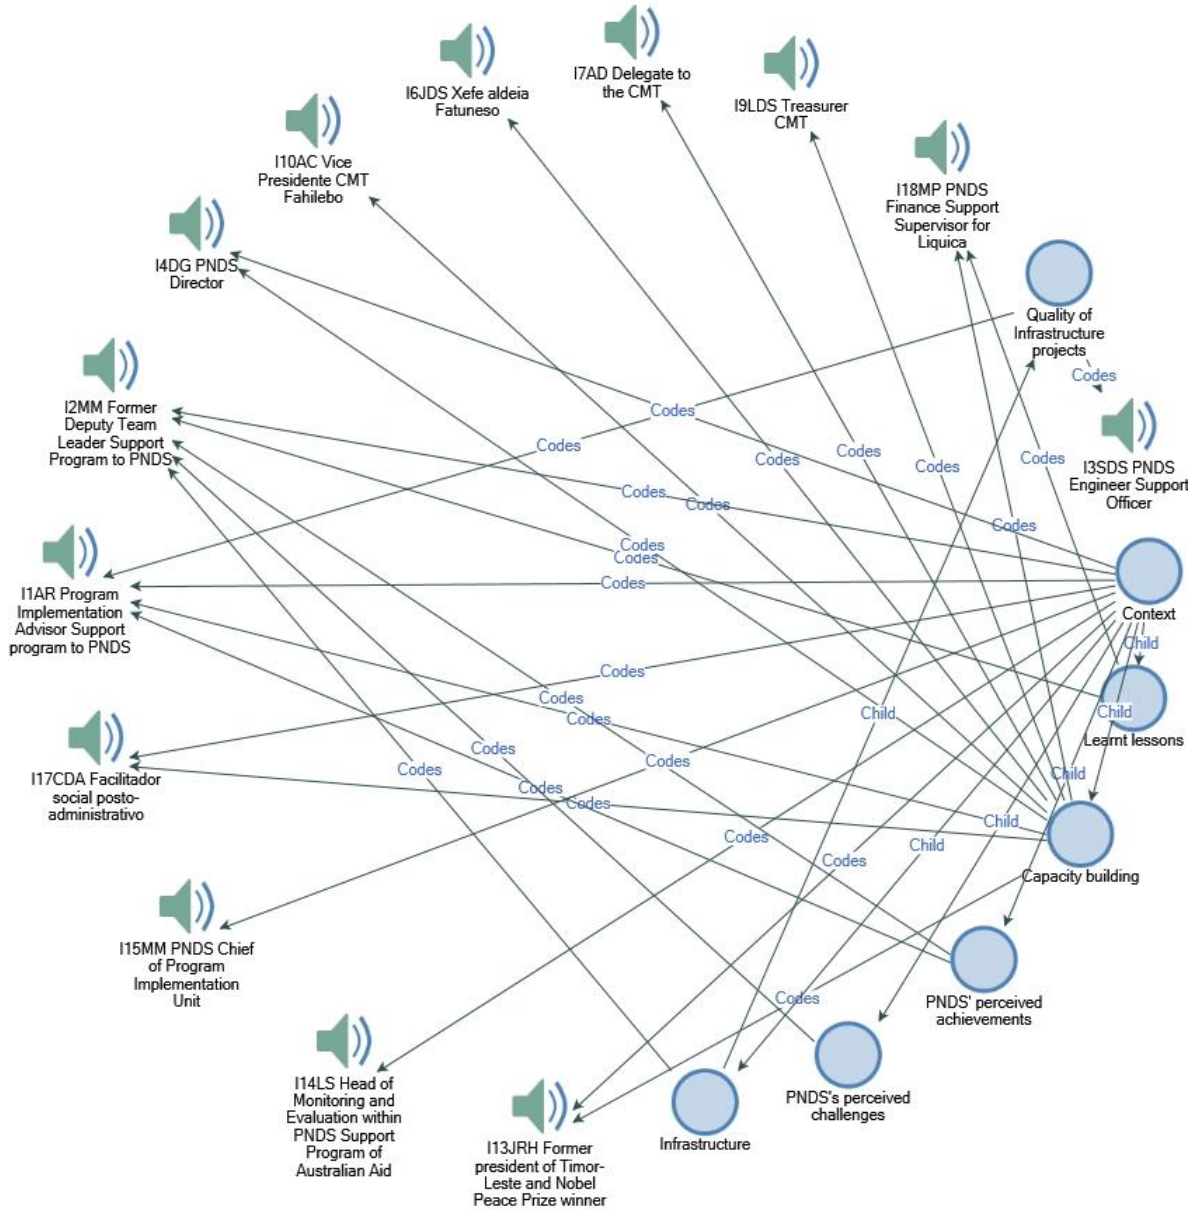 I7AD Delegate to
the CMT
I6JDS Xefe aldeia
Fatuneso
I9LDS Treasurer
CMT
I10AC Vice
Presidente CMT
Fahilebo
I18MP PNDS
Finance Support
Supervisor for
Liquica
I4DG PNDS
Director
Quality of
Infrastructure
projects
Codes
I2MM Former
Deputy Team
Leader Support
Program to PNDS
Codes
Codes
Codes
Codes
Codes
Codes
I3SDS PNDS
Engineer Support
Officer
Codes
Codes
Codes
Codes
Codes
Codes
I1AR Program
Implementation
Advisor Support
program to PNDS
Context
Child
Codes
Codes
Codes
Child
Child
Learnt lessons
I17CDA Facilitador
social posto-
administrativo
Codes
Codes
Codes
Child
Codes
Codes
Child
Codes
Child
Codes
Capacity building
I15MM PNDS Chief
of Program
Implementation
Unit
Codes
PNDS' perceived
achievements
I14LS Head of
Monitoring and
Evaluation within
PNDS Support
Program of
Australian Aid
PNDS's perceived
challenges
Infrastructure
I13JRH Former
president of Timor-
Leste and Nobel
Peace Prize winner